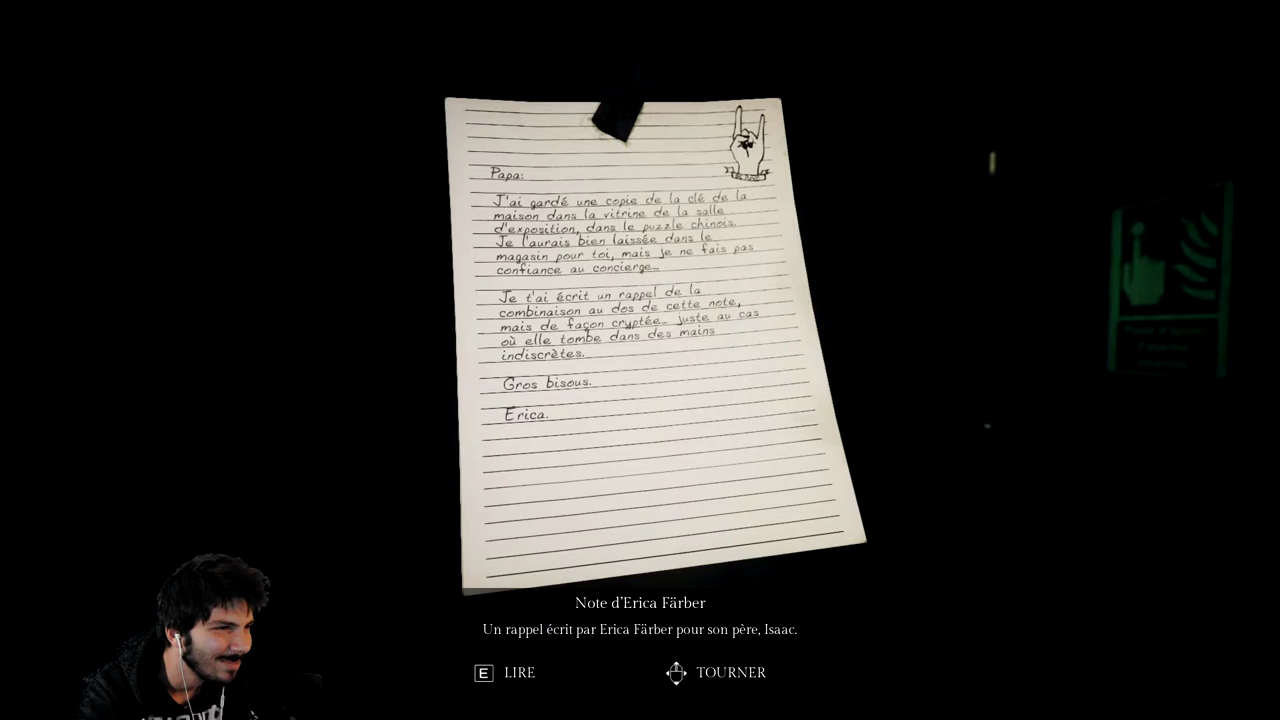 Papa:
J'ai gardé une copie de la clé de la
maison dans la vitrine de la salle
d'exposition, dans le puzzle chinois.
Je l'aurais bien laissée dans le
magasin pour toi, mais je ne fais pas
confiance au concierge...
Je t'ai écrit un rappel de la
combinaison au dos de cette note,
mais de façon cryptée... juste au cas
où elle tombe dans des mains
indiscrètes.
Gros bisous.
Erica.
Note d'Erica Färber
Un rappel écrit par Erica Färber pour son père, Isaac.
E LIRE
TOURNER